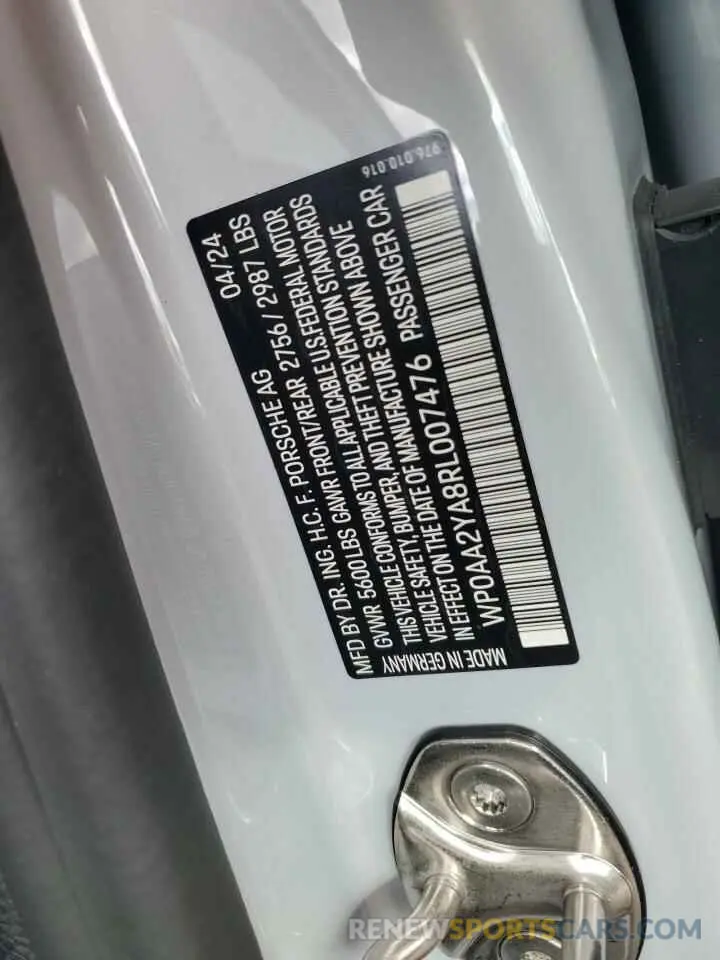 976.010.016
MFD BY DR. ING. H.C. F. PORSCHE AG 04/24
GVWR 5600 LBS GAWR FRONT/REAR 2756 / 2987 LBS
THIS VEHICLE CONFORMS TO ALL APPLICABLE US.FEDERAL MOTOR
VEHICLE SAFETY, BUMPER, AND THEFT PREVENTION STANDARDS
IN EFFECT ON THE DATE OF MANUFACTURE SHOWN ABOVE
WP0AA2YA8RL007476 PASSENGER CAR
MADE IN GERMANY
RENEWSPORTSCARS.COM